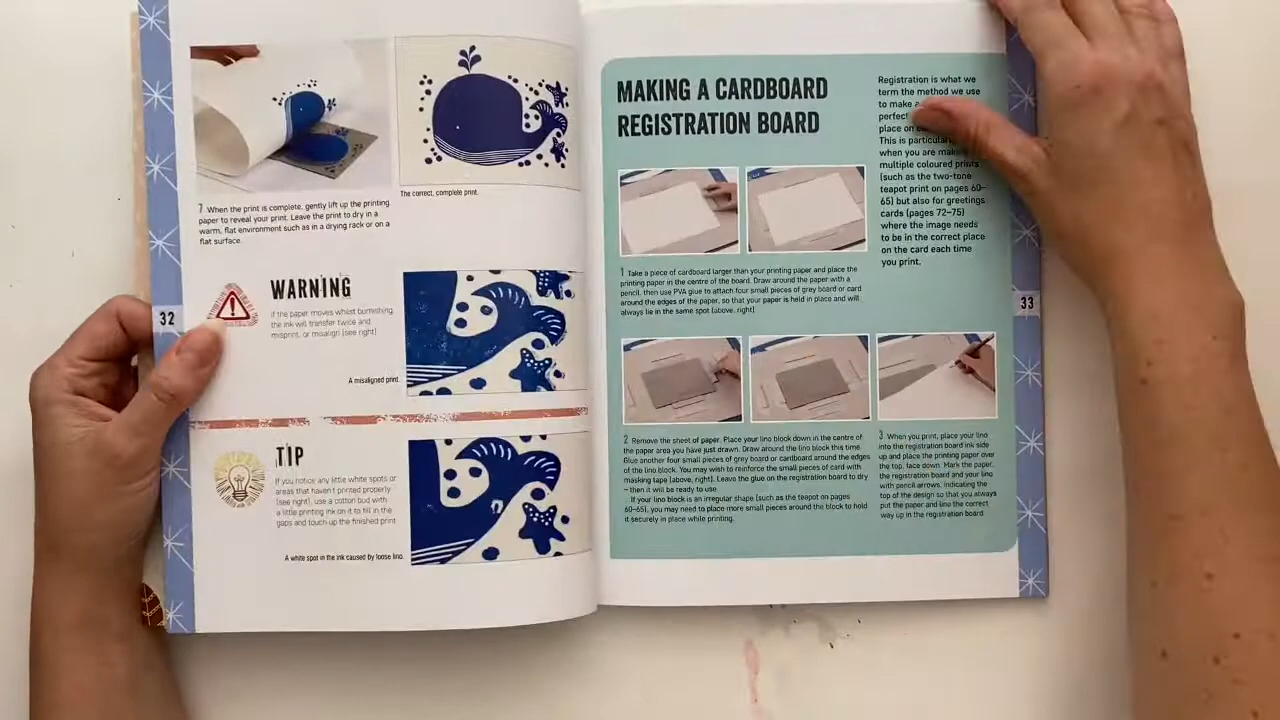 7 When the print is complete, gently lift up the printing
paper to reveal your print. Leave the print to dry in a
warm, flat environment such as in a drying rack or on a
flat surface.
The correct, complete print.
WARNING
If the paper moves whilst burnishing
the ink will transfer twice and
misprint, or misalign (see right)
A misaligned print.
32
TIP
If you notice any little white spots or
areas that haven't printed properly
(see right), use a cotton bud with
a little printing ink on it to fill in the
gaps and touch up the finished print
A white spot in the ink caused by loose lino.
MAKING A CARDBOARD
REGISTRATION BOARD
Registration is what we
term the method we use
to make a
perfect
place on
This is particular
when you are making
multiple coloured prints
(such as the two-tone
teapot print on pages 60–
65) but also for greetings
cards (pages 72–75)
where the image needs
to be in the correct place
on the card each time
you print.
1 Take a piece of cardboard larger than your printing paper and place the
printing paper in the centre of the board. Draw around the paper with a
pencil, then use PVA glue to attach four small pieces of grey board or card
around the edges of the paper, so that your paper is held in place and will
always lie in the same spot (above, right)
2 Remove the sheet of paper. Place your lino block down in the centre of
the paper area you have just drawn. Draw around the lino block this time.
Glue another four small pieces of grey board or cardboard around the edges
of the lino block. You may wish to reinforce the small pieces of card with
masking tape (above, right). Leave the glue on the registration board to dry
– then it will be ready to use.
If your lino block is an irregular shape (such as the teapot on pages
60–65), you may need to place more small pieces around the block to hold
it securely in place while printing.
3 When you print, place your lino
into the registration board ink side
up and place the printing paper over
the top, face down. Mark the paper,
the registration board and your lino
with pencil arrows, indicating the
top of the design so that you always
put the paper and lino the correct
way up in the registration board
33